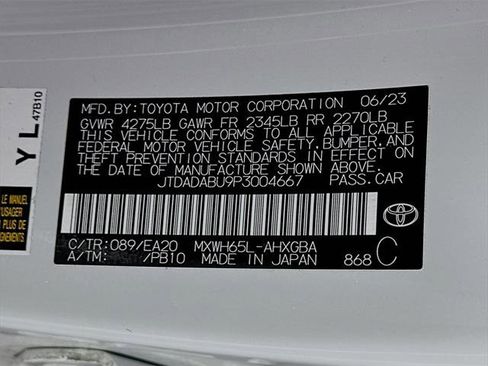 MFD.BY:TOYOTA MOTOR CORPORATION 06/23
GVWR 4275LB GAWR FR 2345LB RR 2270LB
THIS VEHICLE CONFORMS TO ALL APPLICABLE
FEDERAL MOTOR VEHICLE SAFETY,BUMPER,AND
THEFT PREVENTION STANDARDS IN EFFECT ON
THE DATE OF MANUFACTURE SHOWN ABOVE.
JTDADABU9P3004667 PASS.CAR
C/TR:089/EA20 MXWH65L-AHXGBA
A/TM: /PB10 MADE IN JAPAN 868 C
TOYOTA
Y L
47B10
LE MANUEL
D'USAGER
PLUS DE